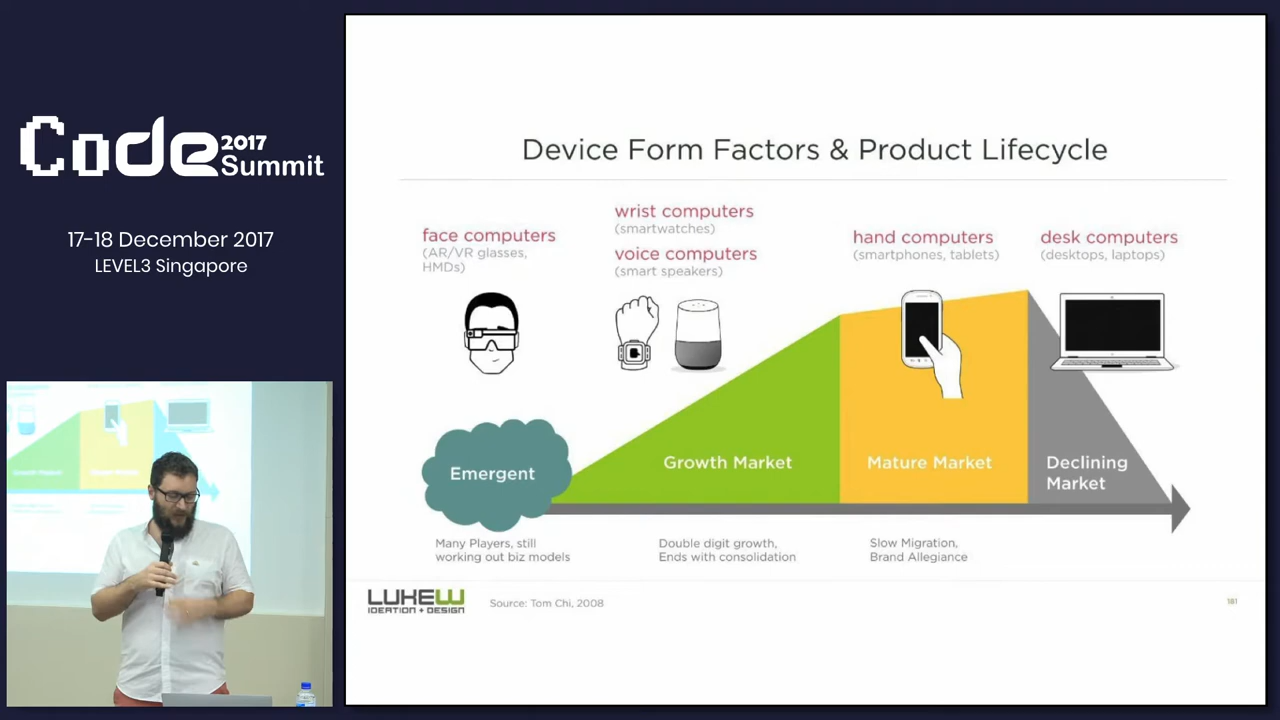 Code
2017
Summit
17-18 December 2017
LEVEL3 Singapore
Device Form Factors & Product Lifecycle
face computers
(AR/VR glasses,
HMDs)
wrist computers
(smartwatches)
voice computers
(smart speakers)
hand computers
(smartphones, tablets)
desk computers
(desktops, laptops)
Emergent
Growth Market
Mature Market
Declining
Market
Many Players, still
working out biz models
Double digit growth,
Ends with consolidation
Slow Migration,
Brand Allegiance
LUKEW
IDEATION + DESIGN
Source: Tom Chi, 2008
181